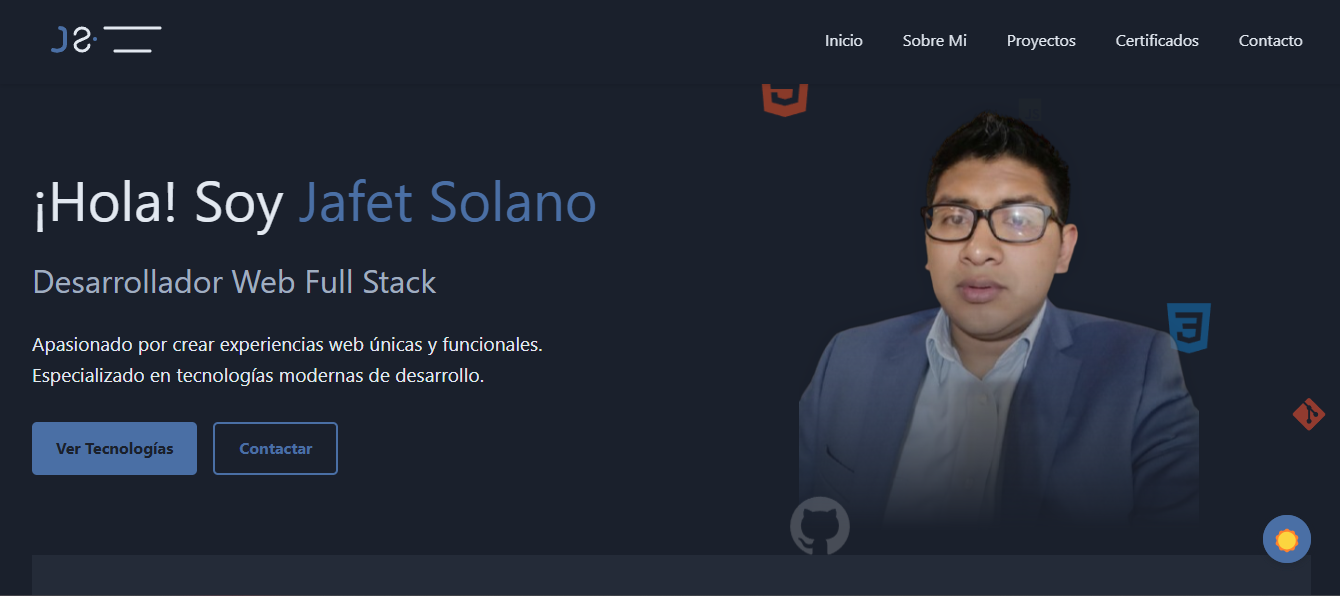 JS
Inicio
Sobre Mi
Proyectos
Certificados
Contacto
¡Hola! Soy Jafet Solano
Desarrollador Web Full Stack
Apasionado por crear experiencias web únicas y funcionales.
Especializado en tecnologías modernas de desarrollo.
Ver Tecnologías
Contactar
3